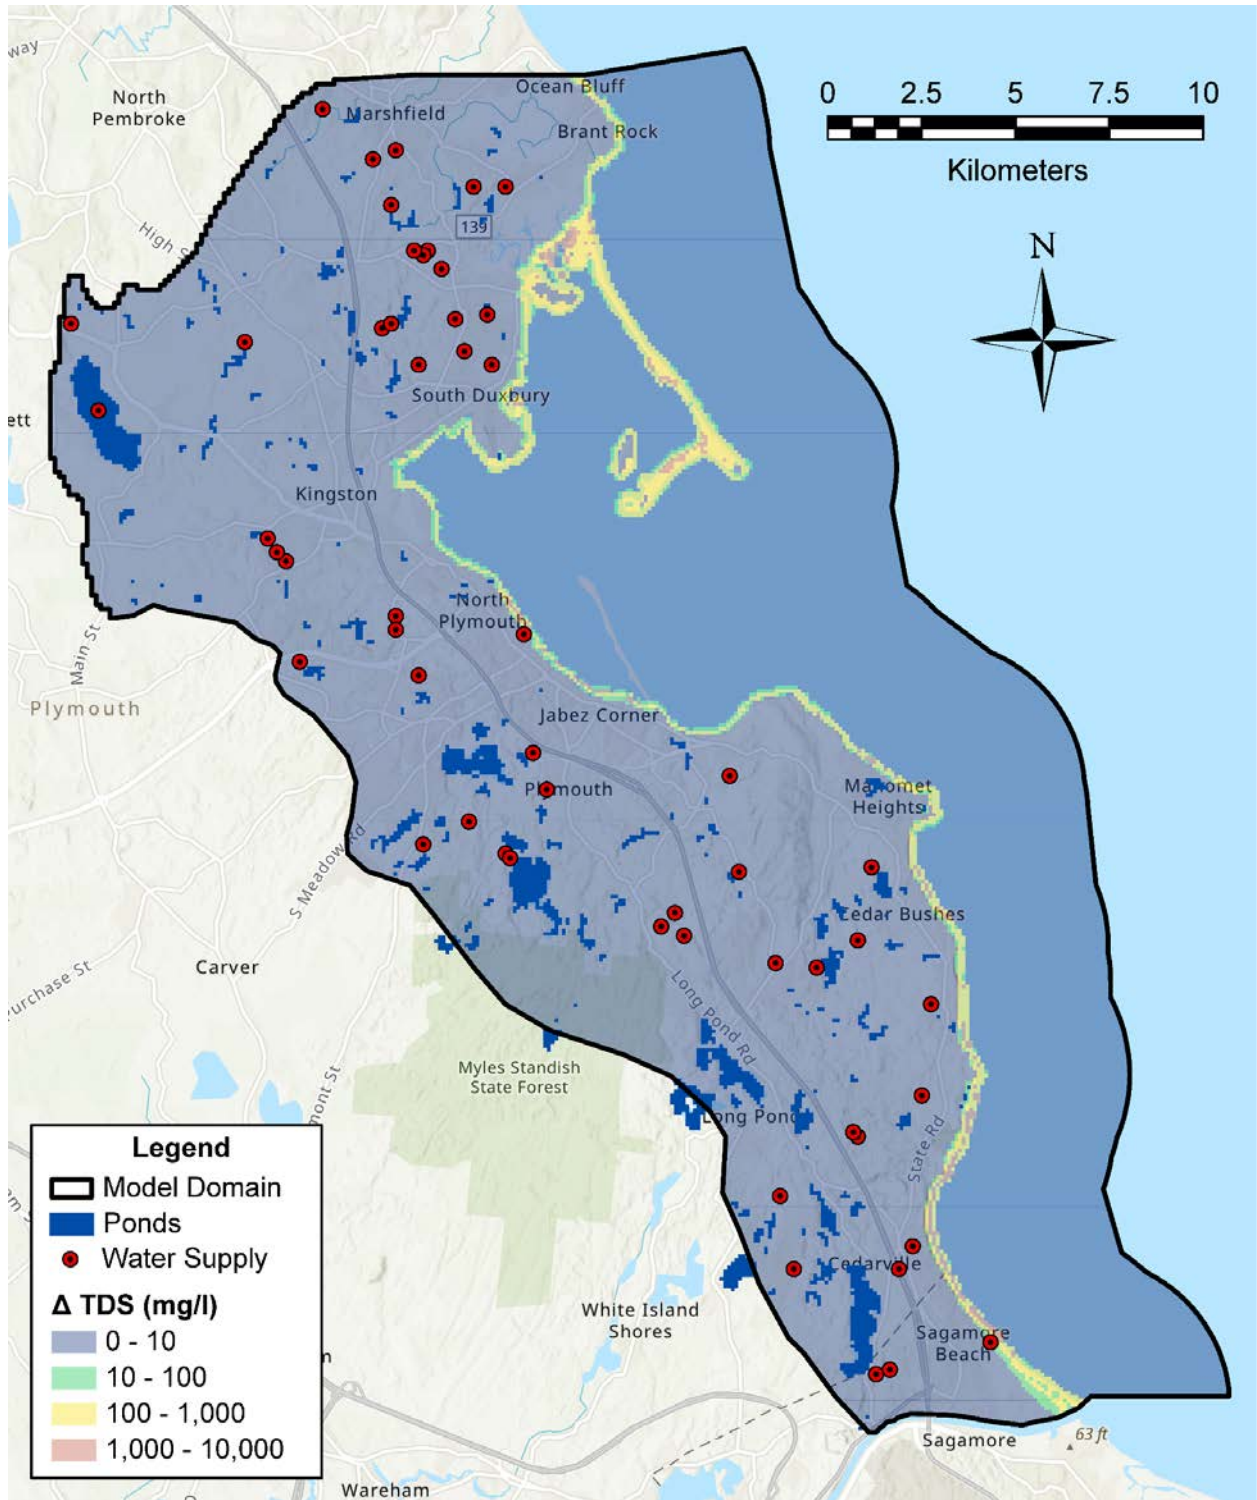 way
North
Pembroke
Marshfield
Ocean Bluff
Brant Rock
0 2.5 5 7.5 10
Kilometers
N
139
High S
South Duxbury
ett
Kingston
North
Plymouth
Main St
Plymouth
Jabez Corner
Manomet
Heights
Plymouth
S Meadow Rd
Cedar Bushes
Carver
urchase St
Long Pond Rd
Myles Standish
State Forest
Long Pond
mont St
State Rd
Cedarville
White Island
Shores
Sagamore
Beach
63 ft
Sagamore
Wareham
Legend
Model Domain
Ponds
Water Supply
Δ TDS (mg/l)
0 - 10
10 - 100
100 - 1,000
1,000 - 10,000